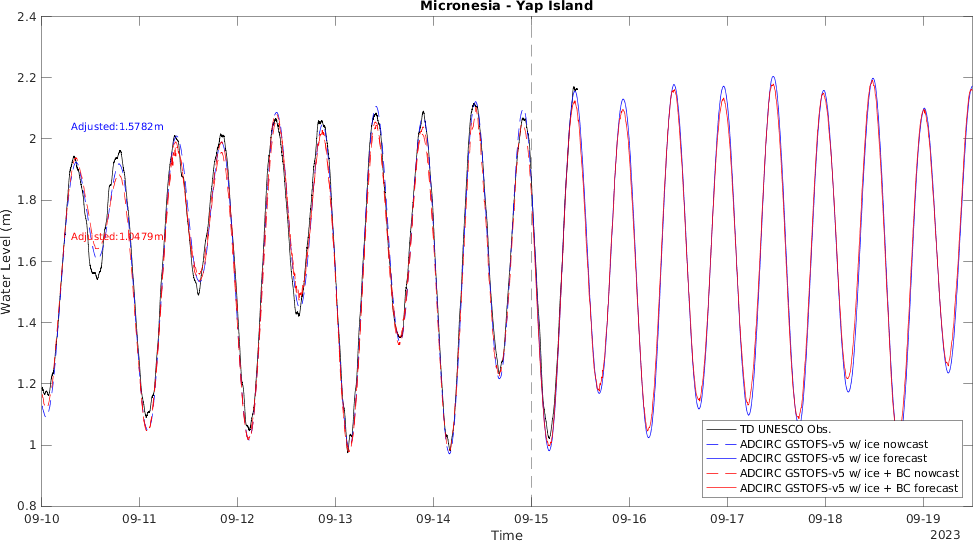 Micronesia - Yap Island
2.4
2.2
2
1.8
1.6
1.4
1.2
1
0.8
Water Level (m)
Adjusted:1.5782m
Adjusted:1.0479m
TD UNESCO Obs.
ADCIRC GSTOFS-v5 w/ ice nowcast
ADCIRC GSTOFS-v5 w/ ice forecast
ADCIRC GSTOFS-v5 w/ ice + BC nowcast
ADCIRC GSTOFS-v5 w/ ice + BC forecast
09-10 09-11 09-12 09-13 09-14 09-15 09-16 09-17 09-18 09-19
Time
2023